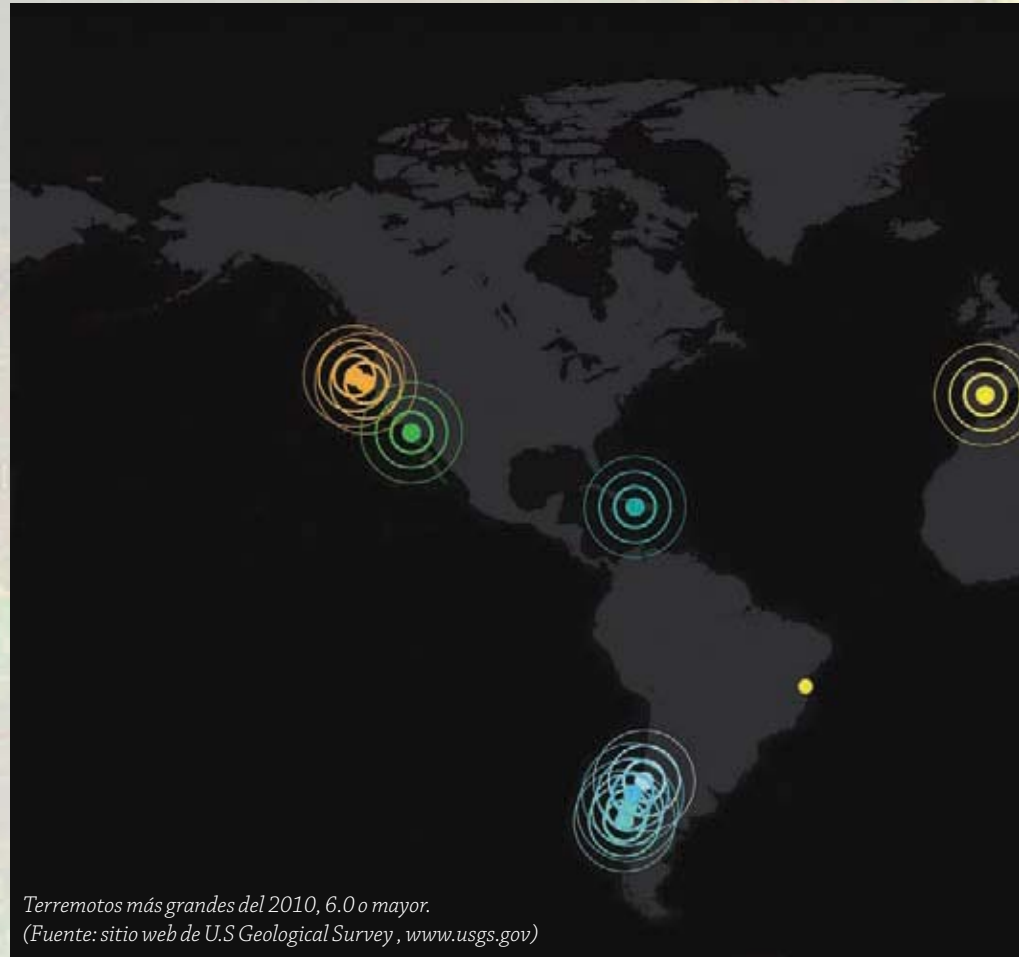 Terremotos más grandes del 2010, 6.0 o mayor.
(Fuente: sitio web de U.S Geological Survey , www.usgs.gov)